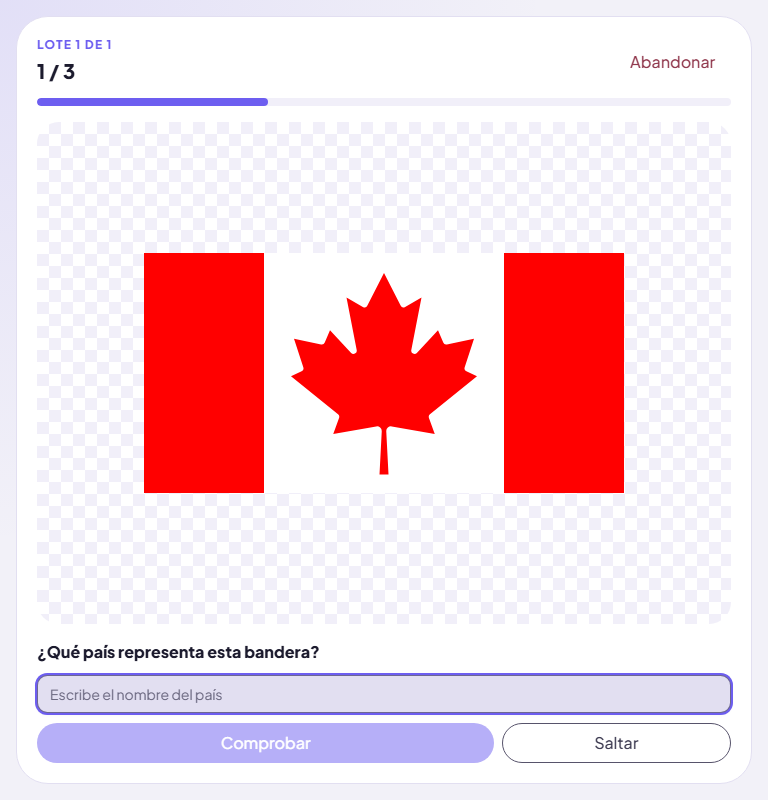 LOTE 1 DE 1
1 / 3
Abandonar
¿Qué país representa esta bandera?
Escribe el nombre del país
Comprobar
Saltar